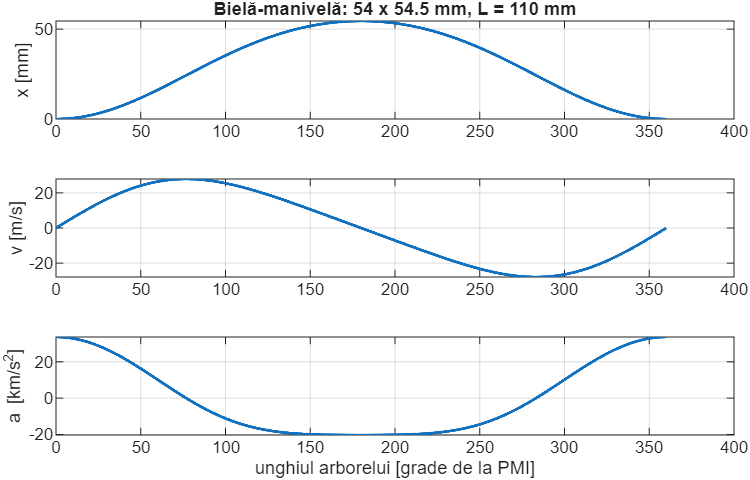 Bielă-manivelă: 54 x 54.5 mm, L = 110 mm
x [mm]
50
0
0 50 100 150 200 250 300 350 400
v [m/s]
20
0
-20
0 50 100 150 200 250 300 350 400
a [km/s²]
20
0
-20
0 50 100 150 200 250 300 350 400
unghiul arborelui [grade de la PMI]